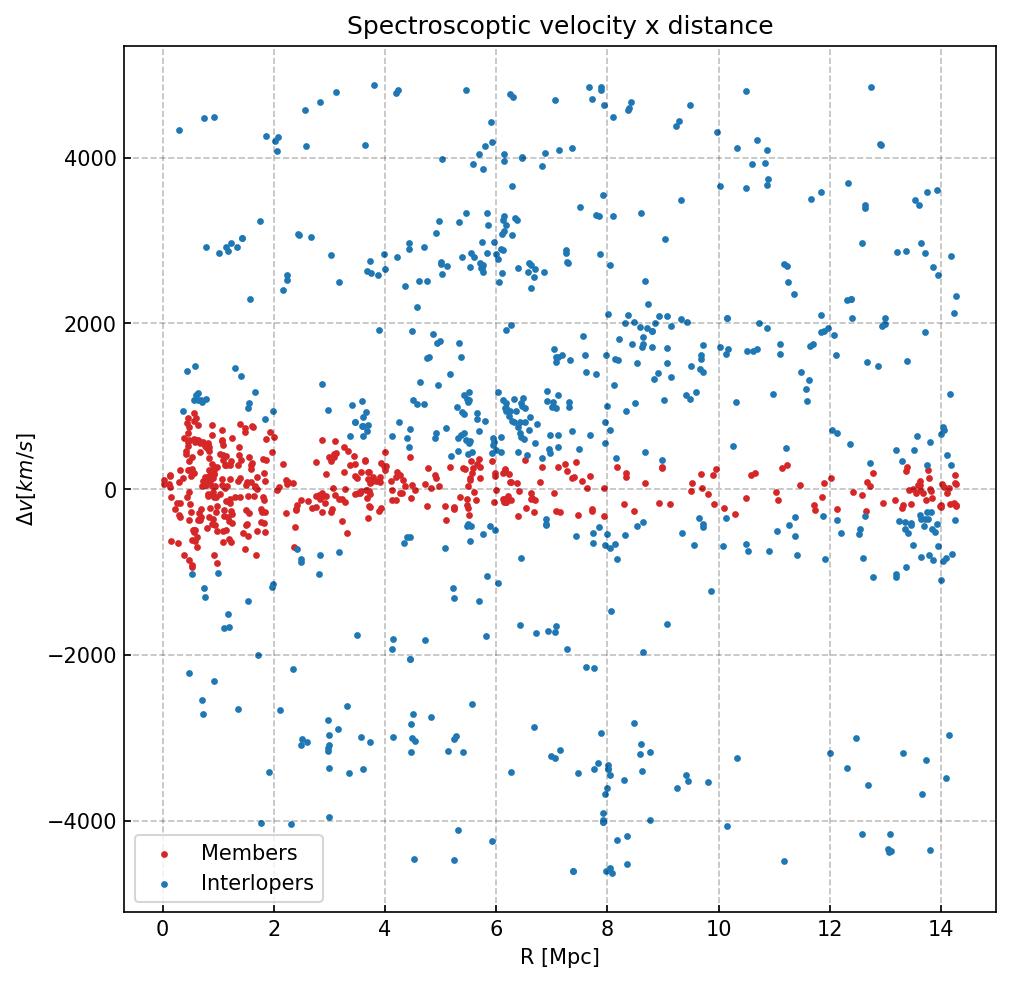 Spectroscoptic velocity x distance
Δv[km/s]
4000
2000
0
−2000
−4000
Members
Interlopers
0 2 4 6 8 10 12 14
R [Mpc]